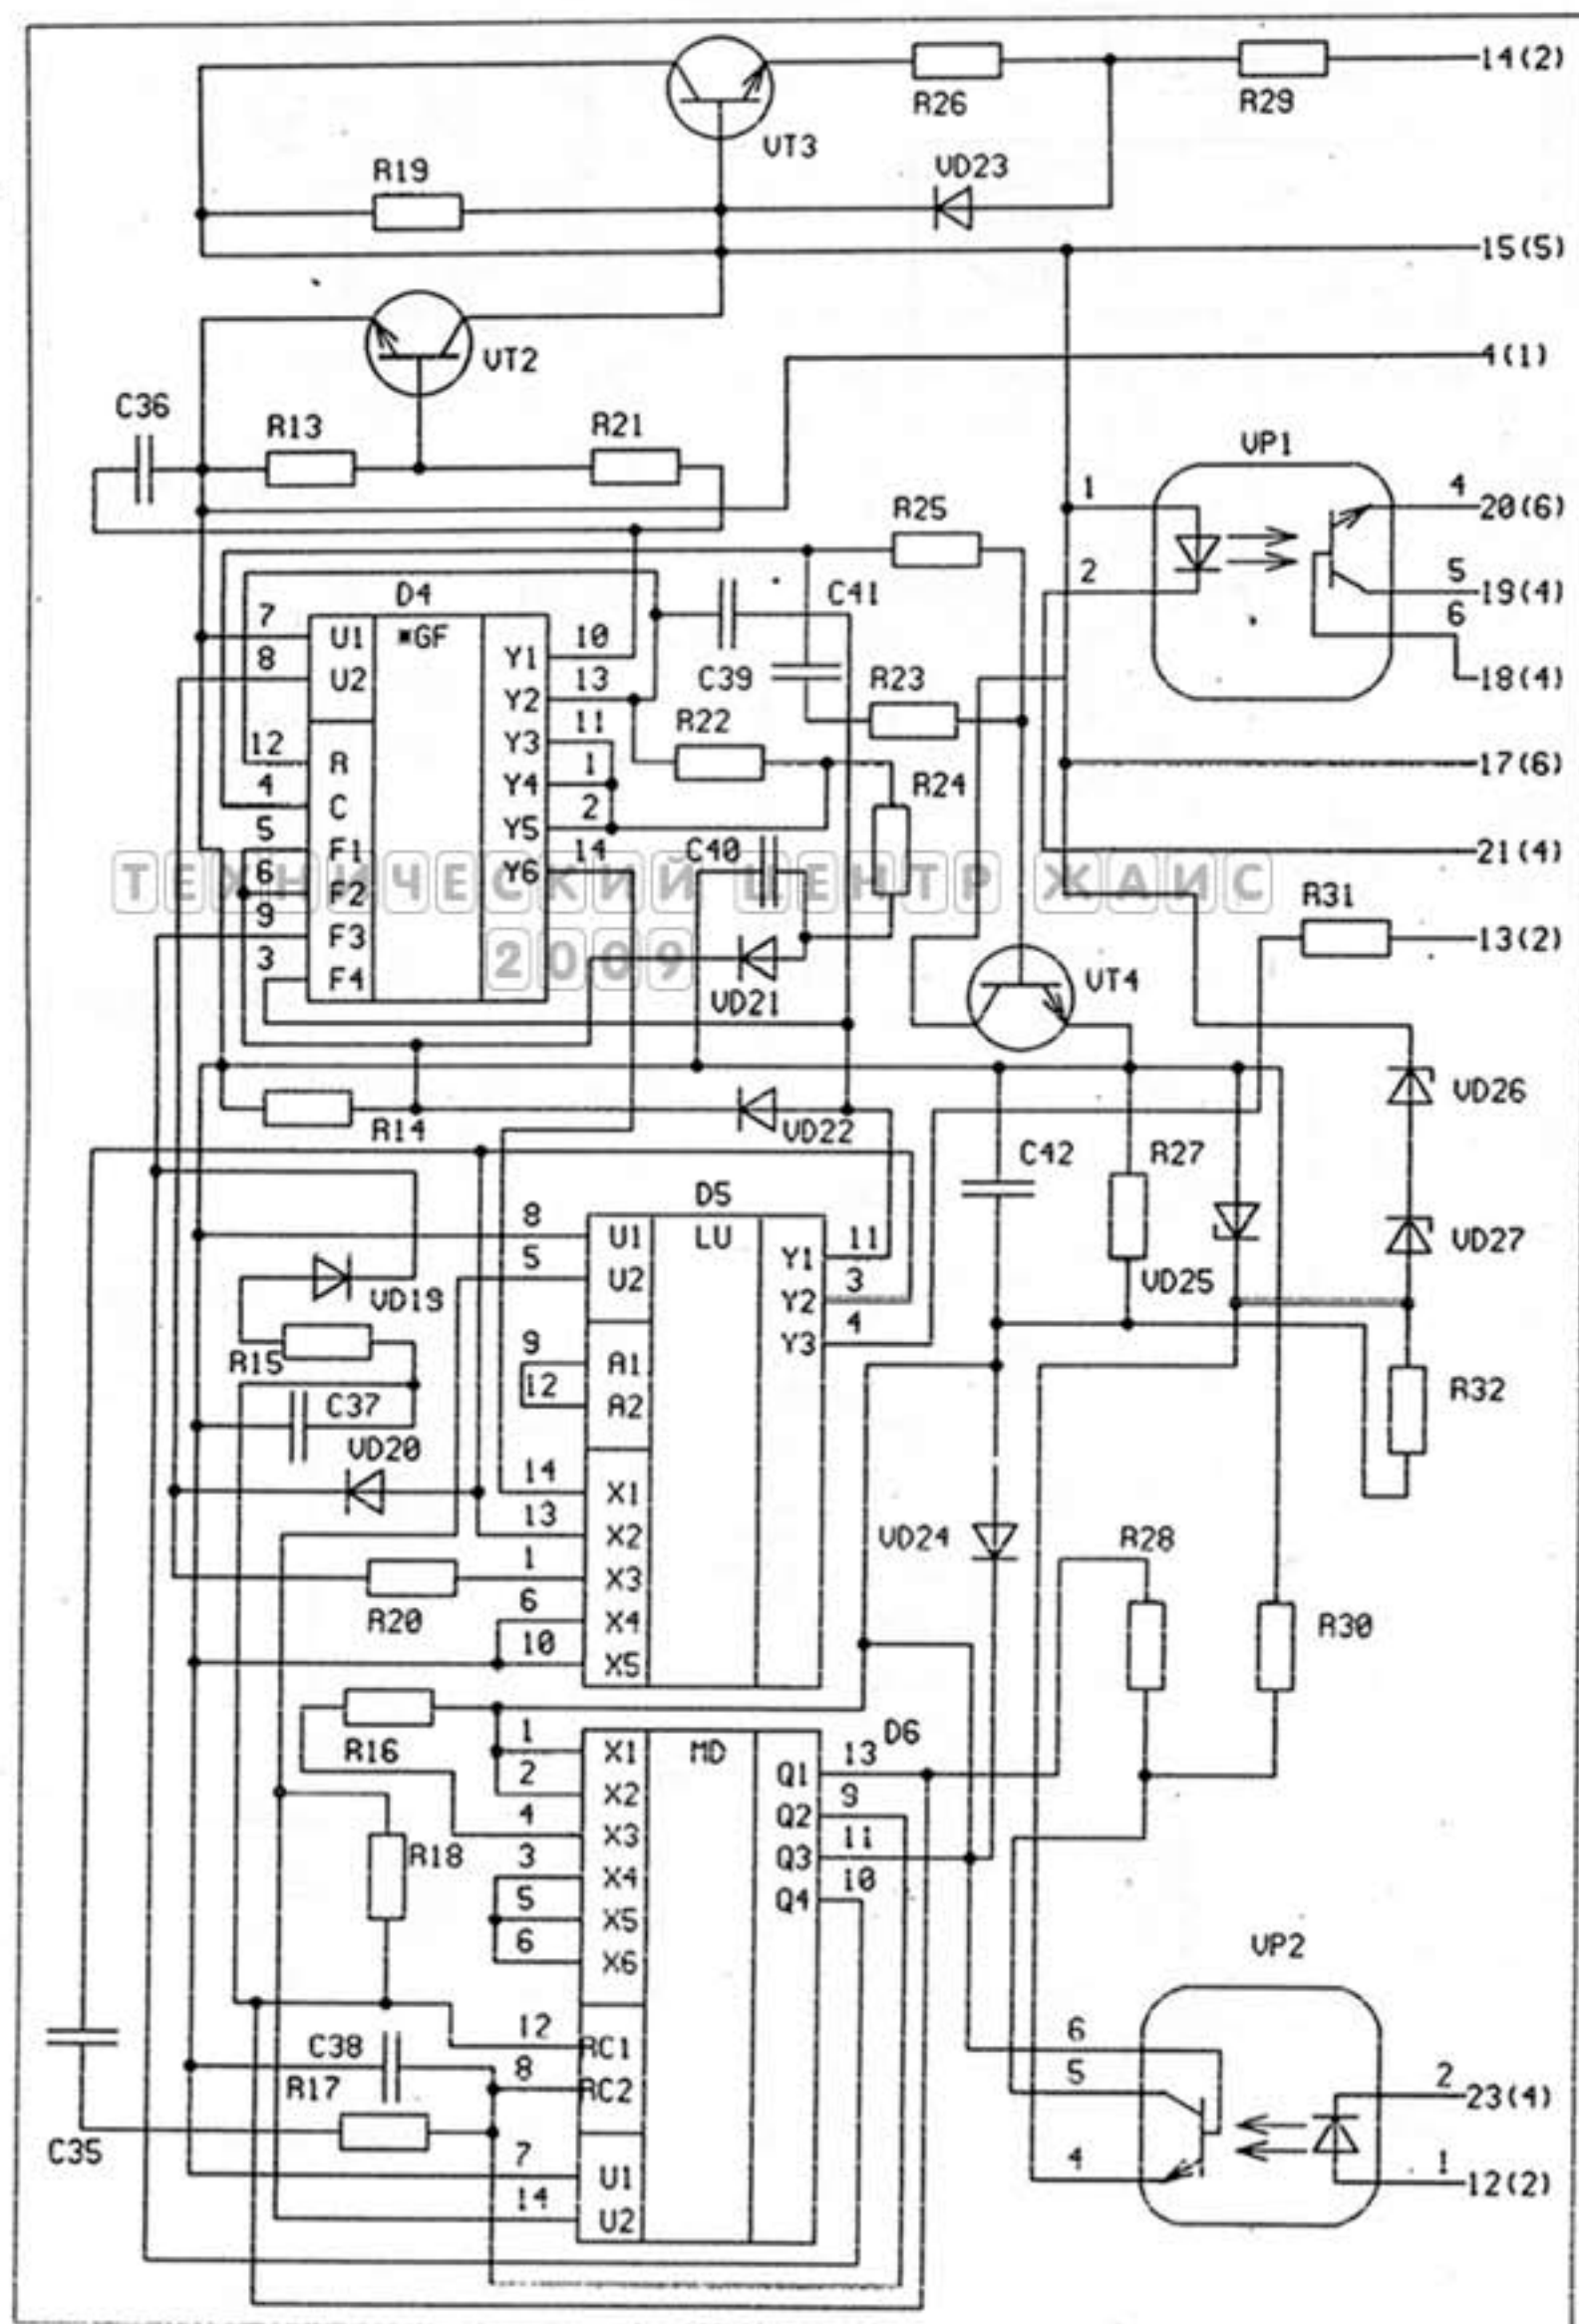 14(2)
R26
R29
VT3
R19
VD23
15(5)
VT2
4(1)
C36
R13
R21
VP1
1
4
20(6)
R25
2
5
19(4)
D4
C41
6
7
U1
*GF
10
18(4)
8
U2
Y1
13
C39
R23
Y2
11
R22
12
R
Y3
1
17(6)
4
C
Y4
2
R24
5
F1
Y5
14
C40
21(4)
6
F2
Y6
ТЕХНИЧЕСКИЙ ЦЕНТР ЖАИС
R31
9
F3
2009
13(2)
3
F4
VD21
VT4
VD26
R14
VD22
C42
R27
D5
8
U1
LU
11
VD27
5
U2
Y1
3
VD25
VD19
Y2
4
9
Y3
R15
A1
12
R32
C37
A2
VD20
14
X1
13
VD24
R28
X2
1
X3
R20
6
X4
R30
10
X5
D6
R16
1
X1
MD
13
2
X2
Q1
9
4
Q2
11
R18
X3
3
Q3
10
X4
Q4
5
X5
6
VP2
X6
12
6
C38
RC1
8
5
R17
RC2
2
23(4)
C35
7
4
1
U1
12(2)
14
U2